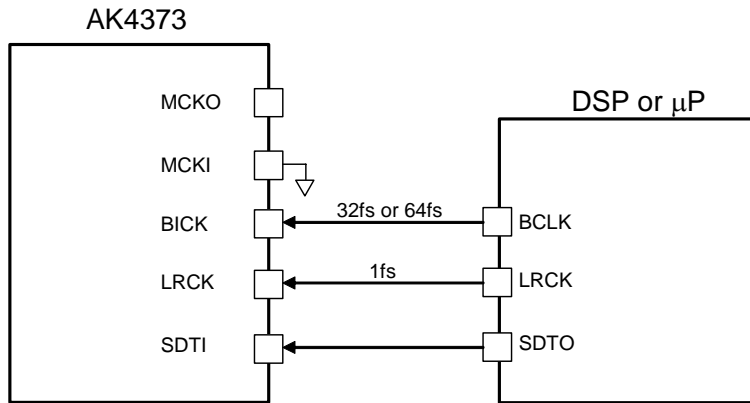 AK4373
DSP or μP
MCKO
MCKI
BICK
32fs or 64fs
BCLK
LRCK
1fs
LRCK
SDTI
SDTO